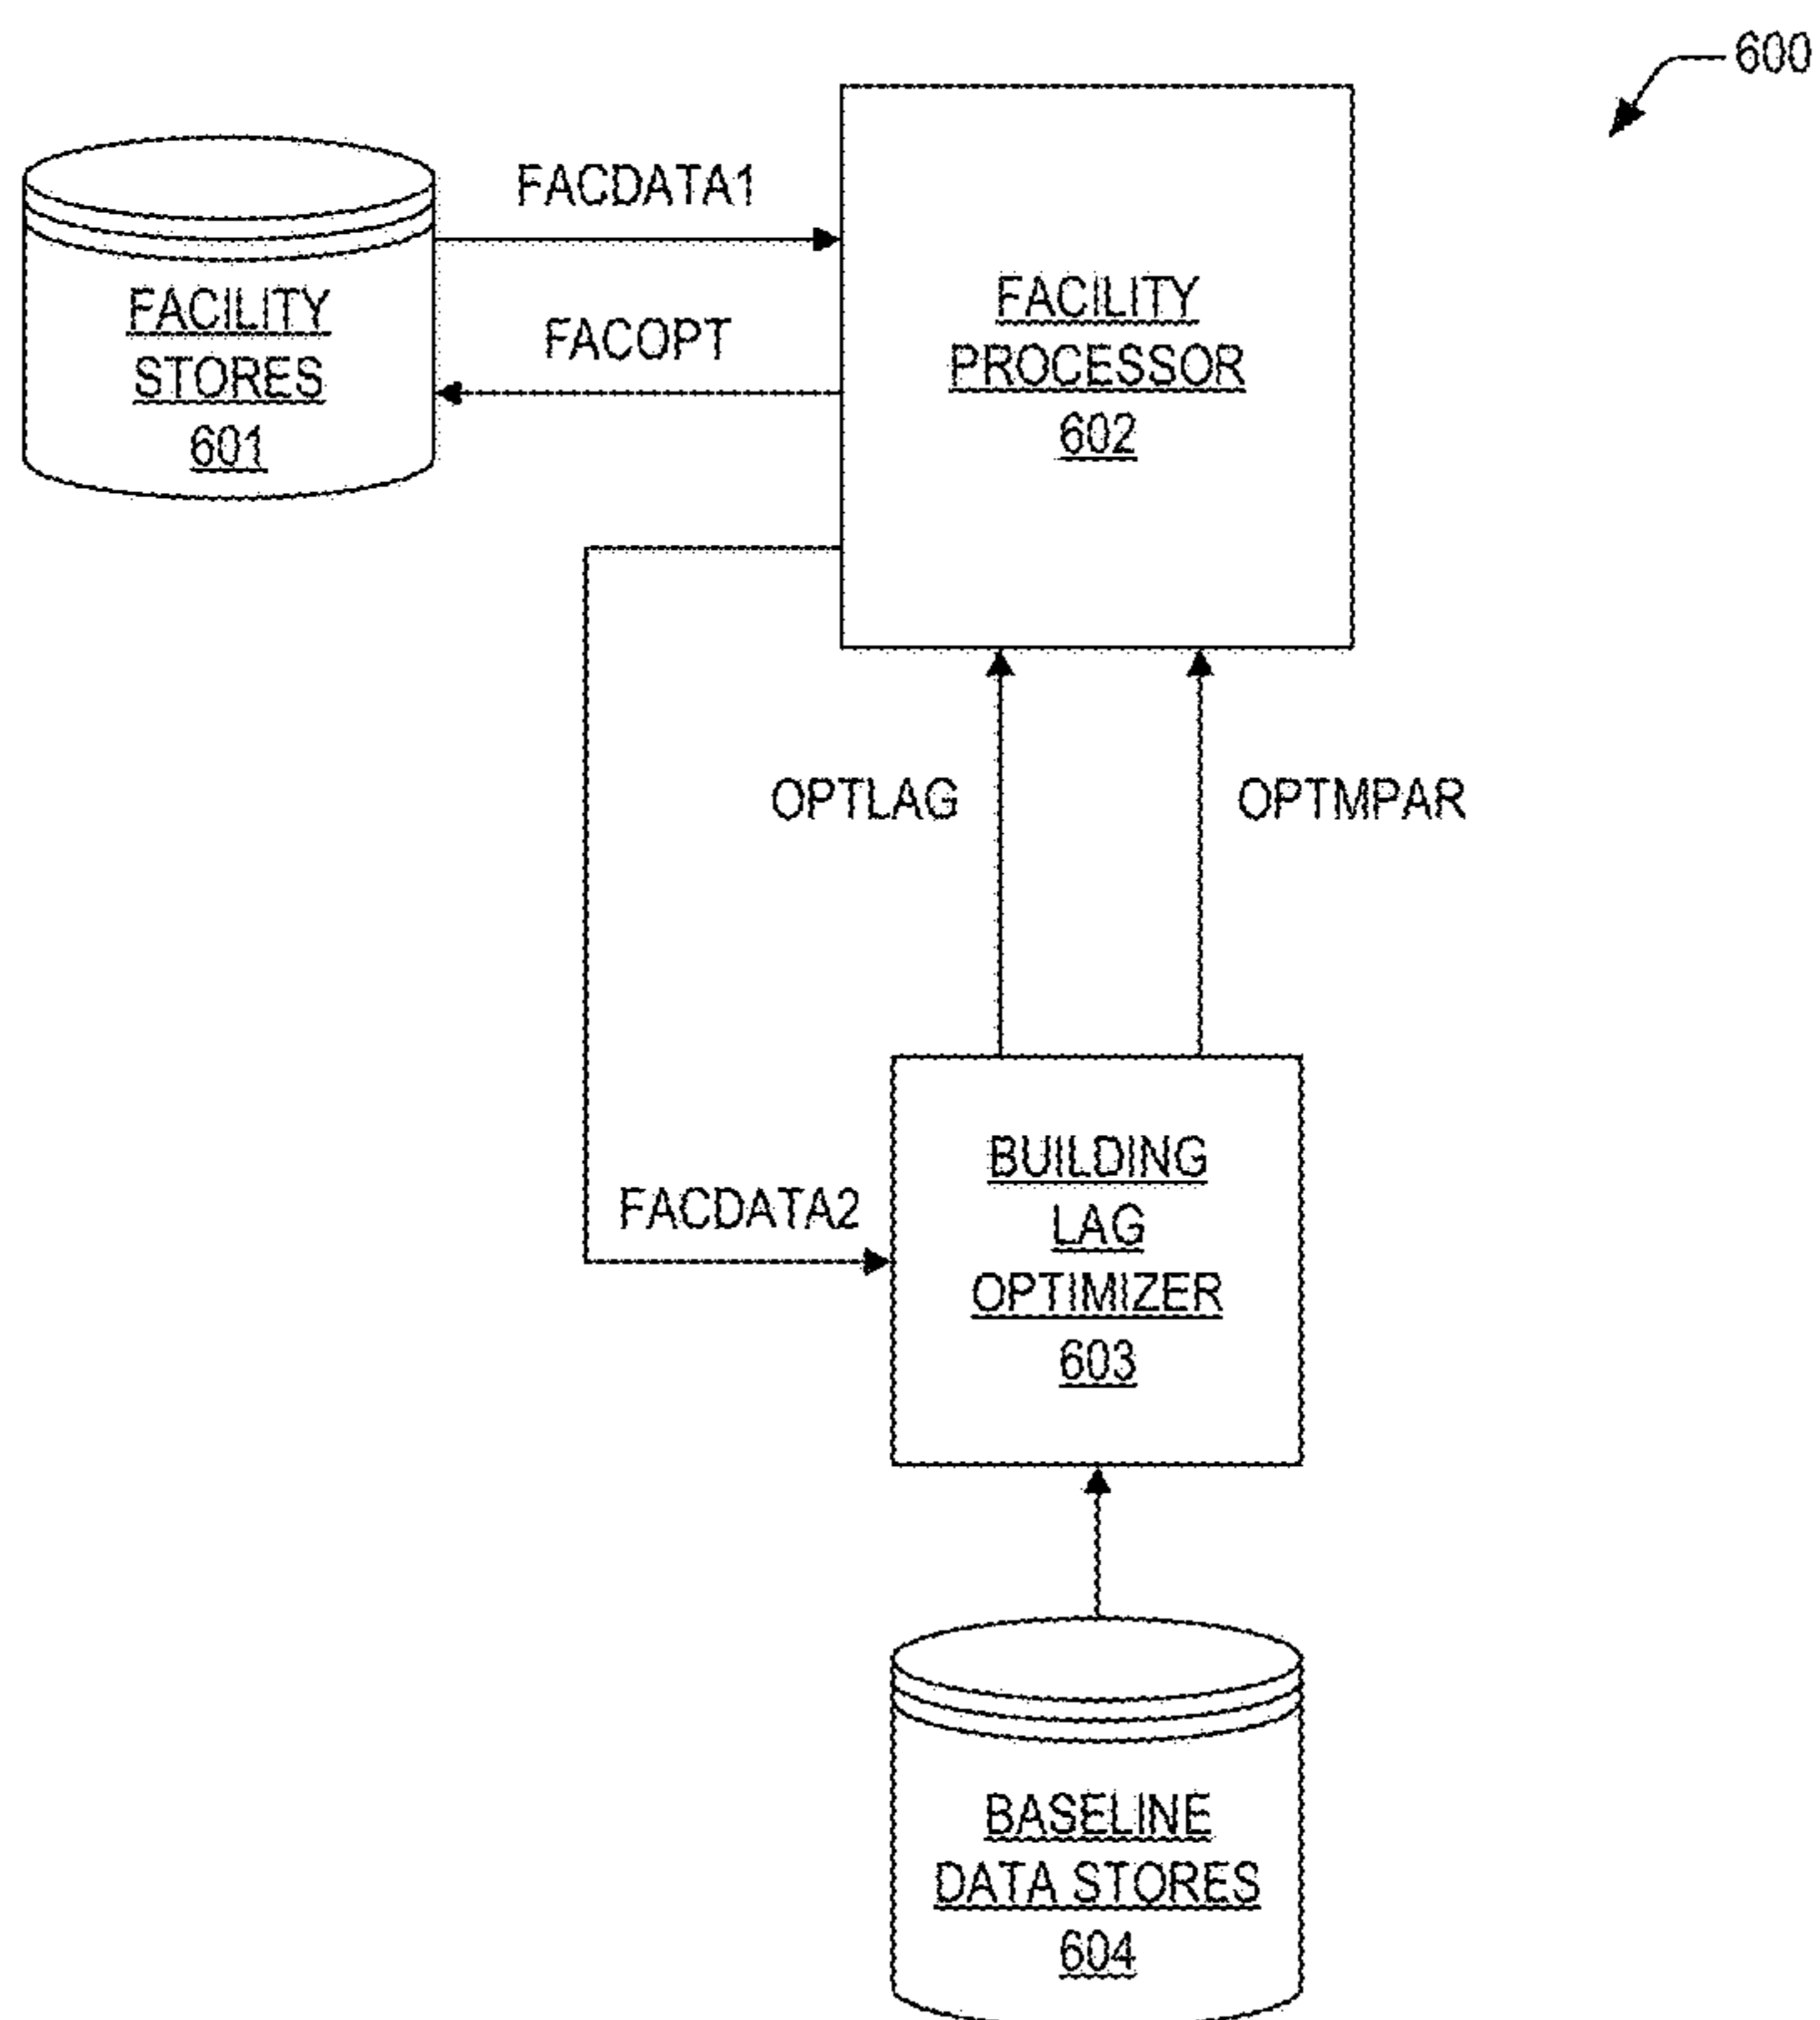 600
FACDATA1
FACILITY
STORES
601
FACOPT
FACILITY
PROCESSOR
602
OPTLAG
OPTMPAR
FACDATA2
BUILDING
LAG
OPTIMIZER
603
BASELINE
DATA STORES
604